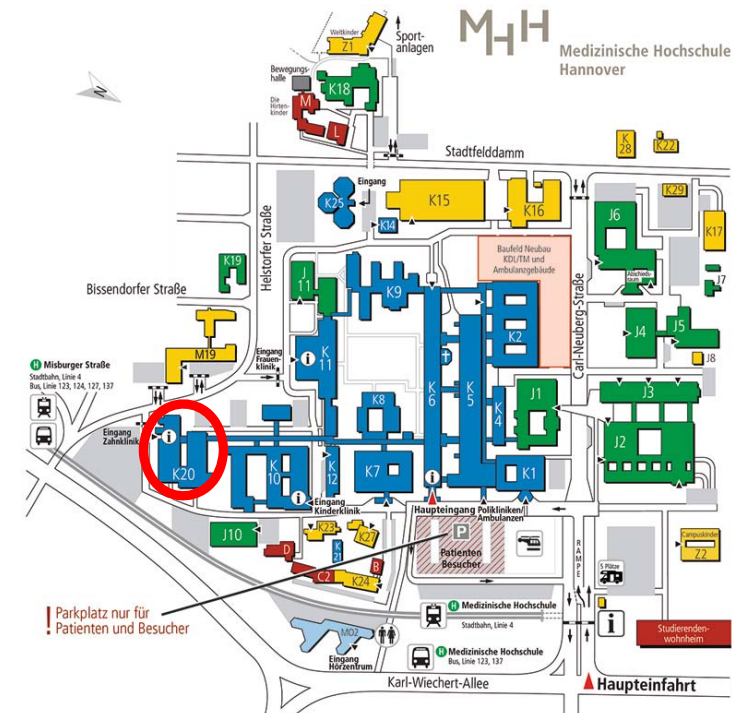 MHH
Medizinische Hochschule
Hannover
Weltkinder
Z1
Sport-
anlagen
Bewegungs-
halle
K18
Die
Hirten-
kinder
M
L
N
Stadtfelddamm
K
28
K22
Eingang
K25
K14
K15
K16
K29
K17
J6
Abschieds-
raum
J7
Helstorfer Straße
K19
J
11
K9
Baufeld Neubau
KDL/TM und
Ambulanzgebäude
K2
Carl-Neuberg-Straße
J4
J5
J8
Bissendorfer Straße
M19
Eingang
Frauen-
klinik
K
11
K
6
K
5
K
4
J1
J3
J2
H Misburger Straße
Stadtbahn, Linie 4
Bus, Linie 123, 124, 127, 137
Eingang
Zahnklinik
K20
K
10
K
12
K8
K7
K1
Eingang
Kinderklinik
Haupteingang Polikliniken/
Ambulanzen
P
Patienten
Besucher
RAMPE
5 Plätze
Campuskinder
Z2
J10
D
K23
K
21
K27
C2
K24
B
! Parkplatz nur für
Patienten und Besucher
H Medizinische Hochschule
Stadtbahn, Linie 4
i
Studierenden-
wohnheim
M02
Eingang
Hörzentrum
H Medizinische Hochschule
Bus, Linie 123, 137
Karl-Wiechert-Allee
Haupteinfahrt